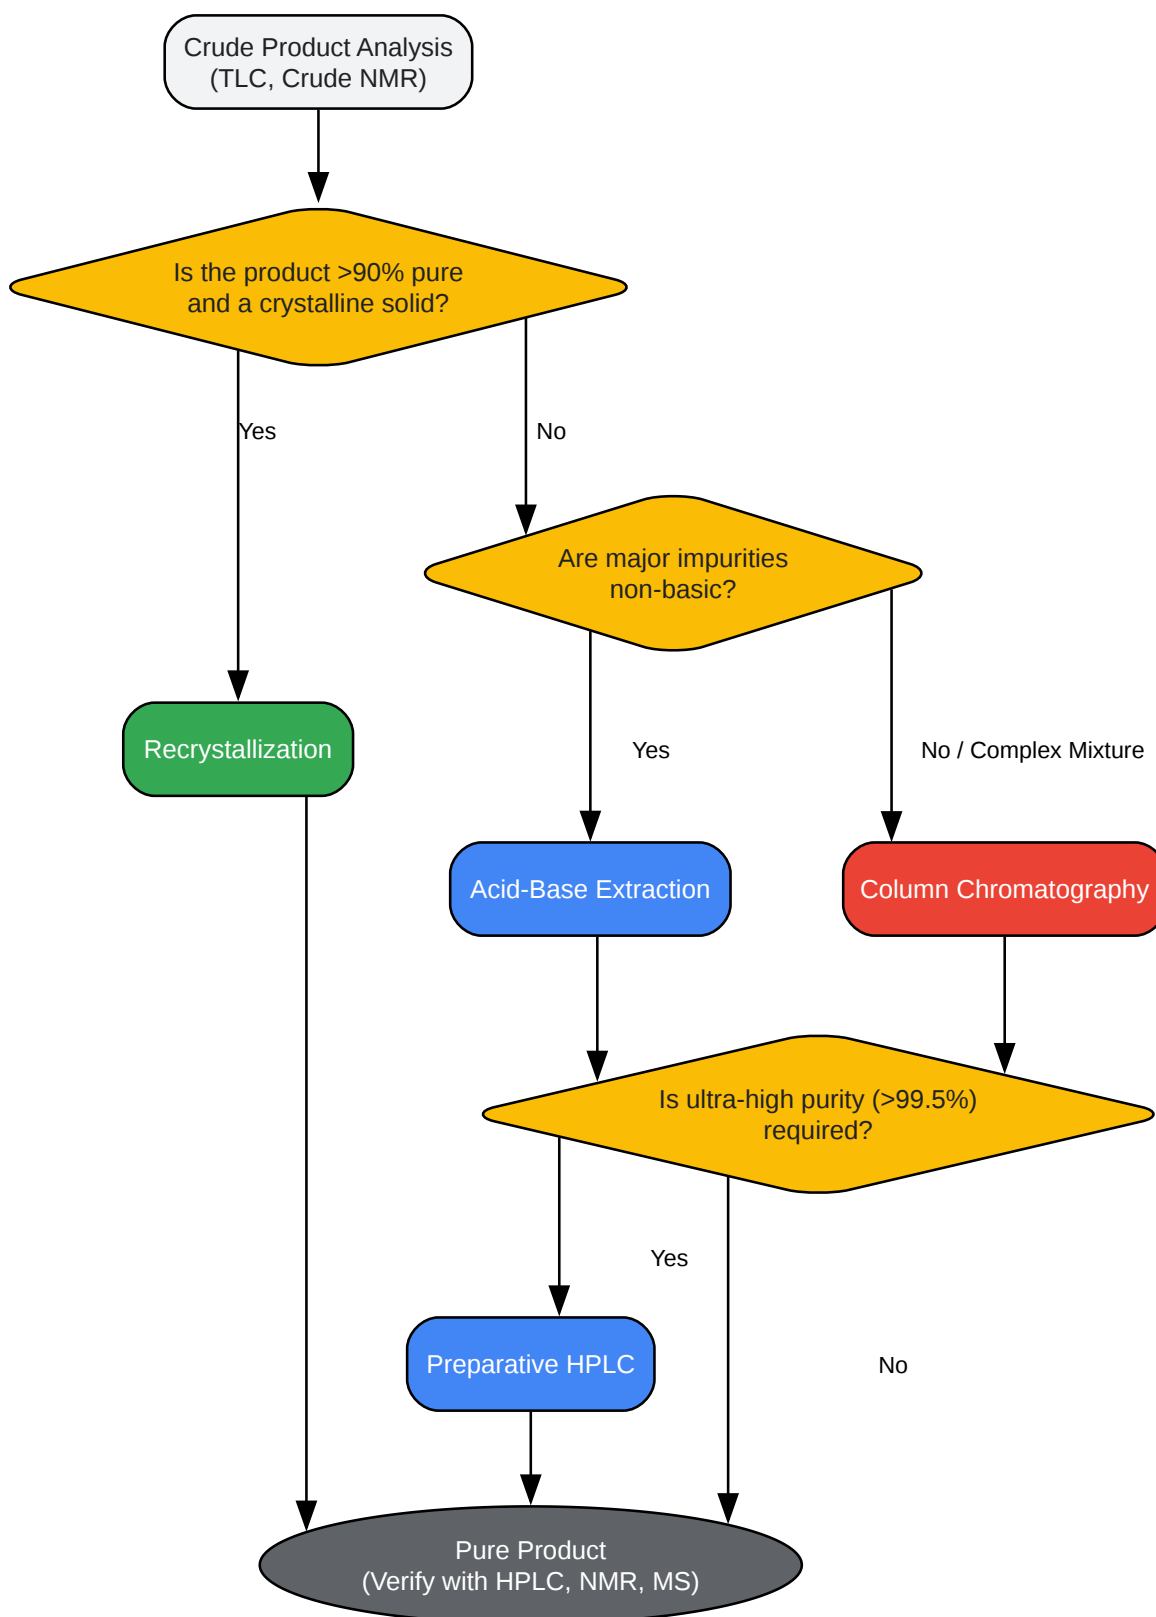 Crude Product Analysis
(TLC, Crude NMR)
Is the product >90% pure
and a crystalline solid?
Yes
No
Are major impurities
non-basic?
Recrystallization
Yes
No / Complex Mixture
Acid-Base Extraction
Column Chromatography
Is ultra-high purity (>99.5%)
required?
Yes
Preparative HPLC
No
Pure Product
(Verify with HPLC, NMR, MS)